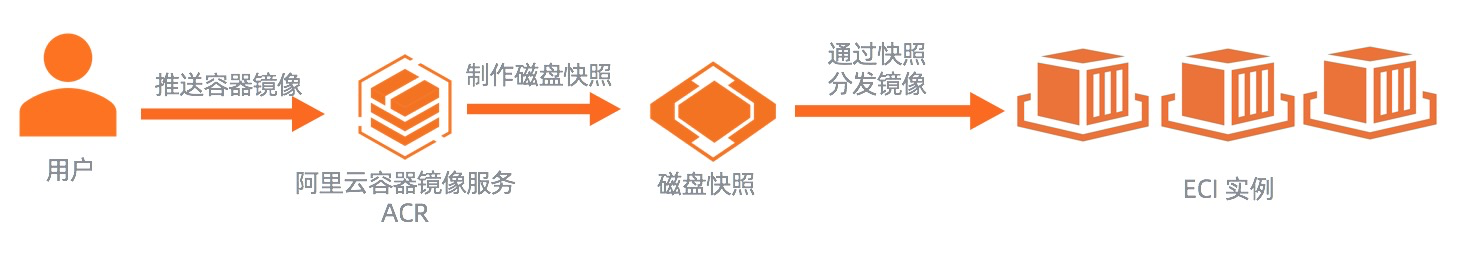 推送容器镜像
制作磁盘快照
通过快照
分发镜像
用户
阿里云容器镜像服务
ACR
磁盘快照
ECI 实例